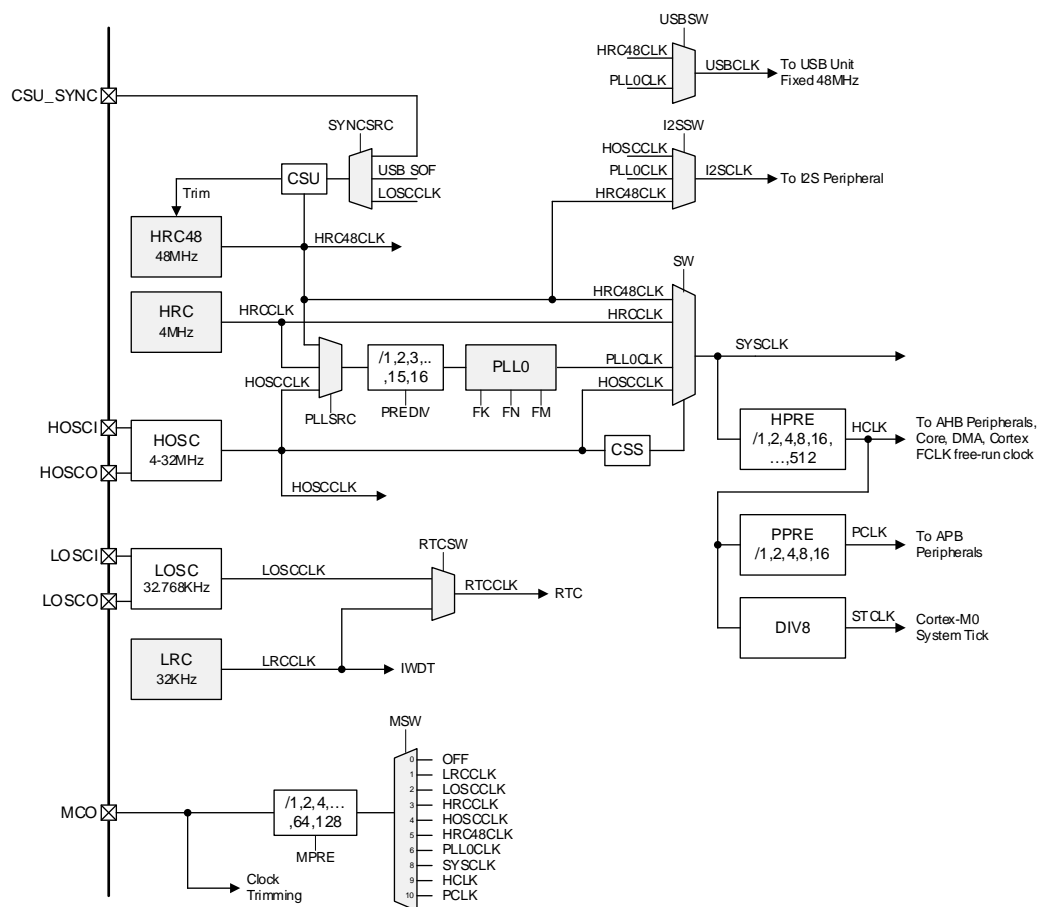 USBSW
HRC48CLK
PLL0CLK
USBCLK
To USB Unit
Fixed 48MHz
CSU_SYNC
SYNCSRC
USB SOF
LOSCCLK
CSU
Trim
I2SSW
HOSCCLK
PLL0CLK
HRC48CLK
I2SCLK
To I2S Peripheral
HRC48
48MHz
HRC48CLK
HRC
4MHz
HRCCLK
SW
HRC48CLK
HRCCLK
PLL0CLK
HOSCCLK
SYSCLK
HOSCCLK
PLLSRC
/1,2,3,..
,15,16
PREDIV
PLL0
FK
FN
FM
HOSCI
HOSCO
HOSC
4-32MHz
HOSCCLK
CSS
HPRE
/1,2,4,8,16,
...,512
HCLK
To AHB Peripherals,
Core, DMA, Cortex
FCLK free-run clock
PPRE
/1,2,4,8,16
PCLK
To APB
Peripherals
DIV8
STCLK
Cortex-M0
System Tick
LOSCI
LOSCO
LOSC
32.768KHz
LOSCCLK
RTCSW
RTCCLK
RTC
LRC
32KHz
LRCCLK
IWDT
MCO
/1,2,4,...
,64,128
MPRE
Clock
Trimming
MSW
0 OFF
1 LRCCLK
2 LOSCCLK
3 HRCCLK
4 HOSCCLK
5 HRC48CLK
6 PLL0CLK
8 SYSCLK
9 HCLK
10 PCLK